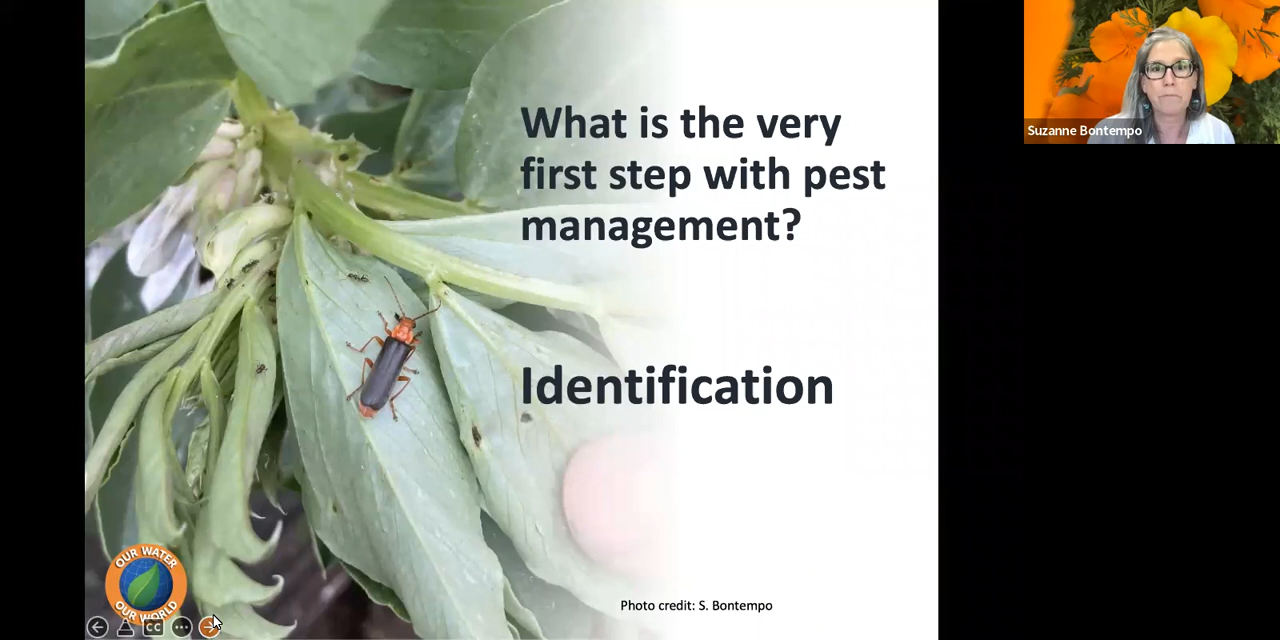 What is the very
first step with pest
management?
Identification
Photo credit: S. Bontempo
OUR WATER
OUR WORLD
CC
Suzanne Bontempo